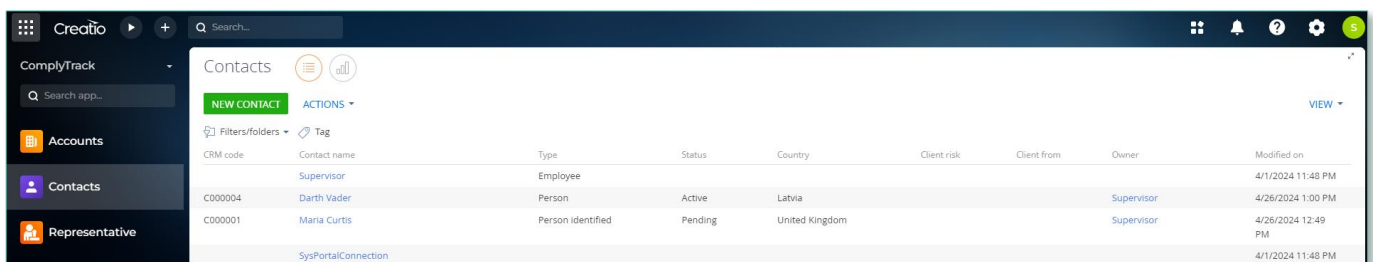 Creatio
Search...
S
ComplyTrack
Search app...
Accounts
Contacts
Representative
Contacts
NEW CONTACT ACTIONS VIEW
Filters/folders Tag
CRM code Contact name Type Status Country Client risk Client from Owner Modified on
Supervisor Employee 4/1/2024 11:48 PM
C000004 Darth Vader Person Active Latvia Supervisor 4/26/2024 1:00 PM
C000001 Maria Curtis Person identified Pending United Kingdom Supervisor 4/26/2024 12:49
PM
SysPortalConnection 4/1/2024 11:48 PM